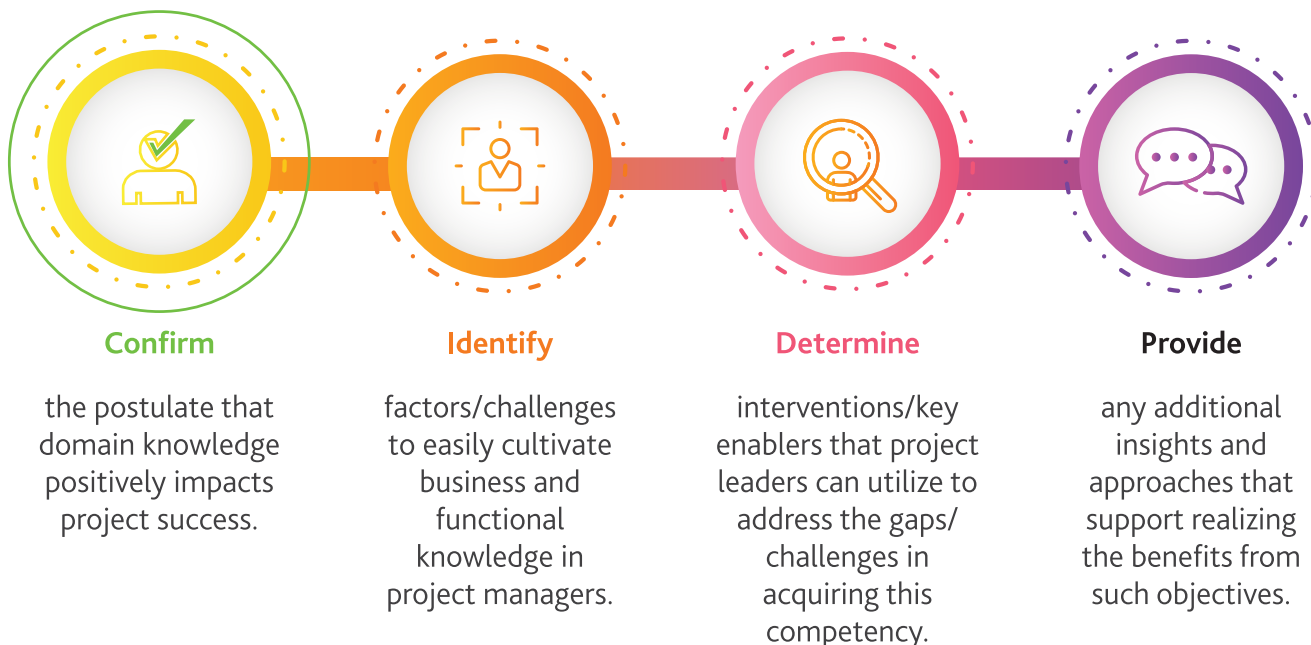 Confirm
the postulate that
domain knowledge
positively impacts
project success.
Identify
factors/challenges
to easily cultivate
business and
functional
knowledge in
project managers.
Determine
interventions/key
enablers that project
leaders can utilize to
address the gaps/
challenges in
acquiring this
competency.
Provide
any additional
insights and
approaches that
support realizing
the benefits from
such objectives.